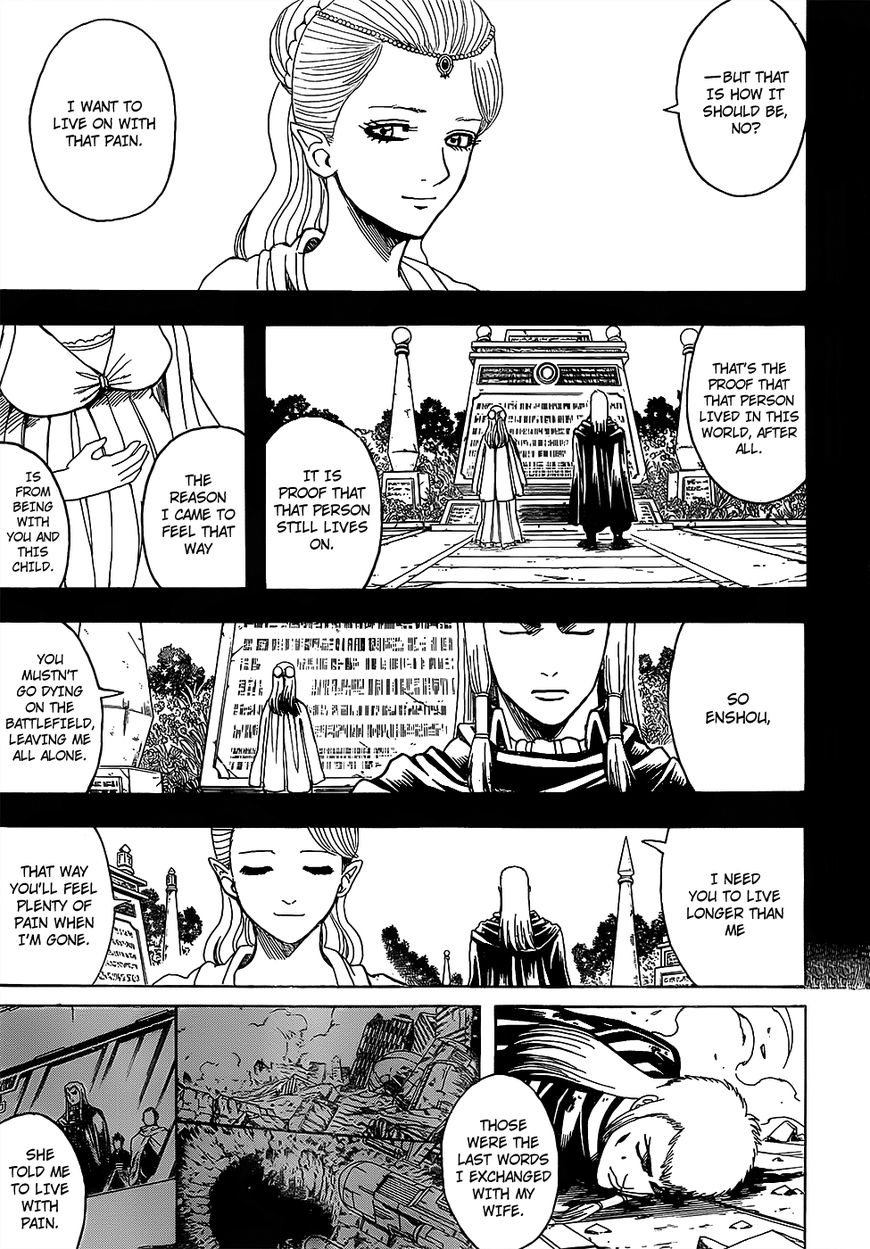 —BUT THAT
IS HOW IT
SHOULD BE,
NO?
I WANT TO
LIVE ON WITH
THAT PAIN.
THAT'S THE
PROOF THAT
THAT PERSON
LIVED IN THIS
WORLD, AFTER
ALL.
IT IS
PROOF THAT
THAT PERSON
STILL LIVES
ON.
THE
REASON
I CAME TO
FEEL THAT
WAY
IS
FROM
BEING
WITH
YOU AND
THIS
CHILD.
SO
ENSHOU,
YOU
MUSTN'T
GO DYING
ON THE
BATTLEFIELD,
LEAVING ME
ALL ALONE.
I NEED
YOU TO LIVE
LONGER THAN
ME
THAT WAY
YOU'LL FEEL
PLENTY OF
PAIN WHEN
I'M GONE.
THOSE
WERE THE
LAST WORDS
I EXCHANGED
WITH MY
WIFE.
SHE
TOLD ME
TO LIVE
WITH
PAIN.